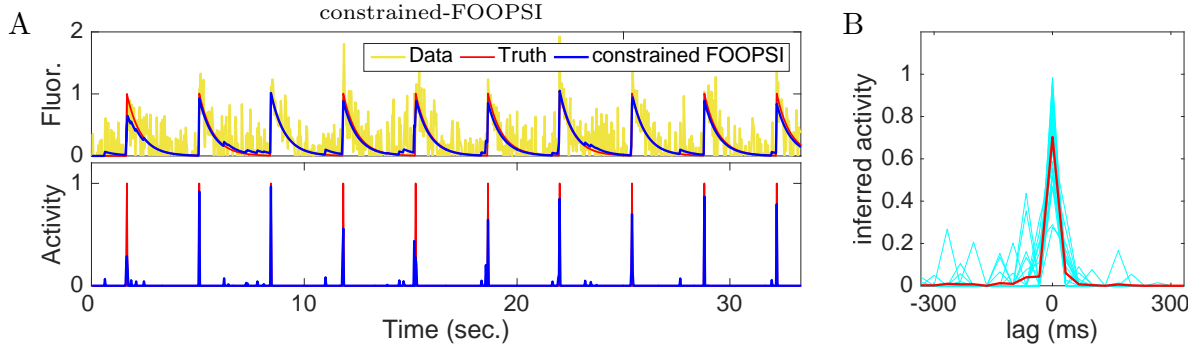 constrained-FOOPSI
A
Fluor.
2
1
0
Data
Truth
constrained FOOPSI
Activity
1
0
0
10
20
30
Time (sec.)
B
inferred activity
1
0.8
0.6
0.4
0.2
0
-300
0
300
lag (ms)